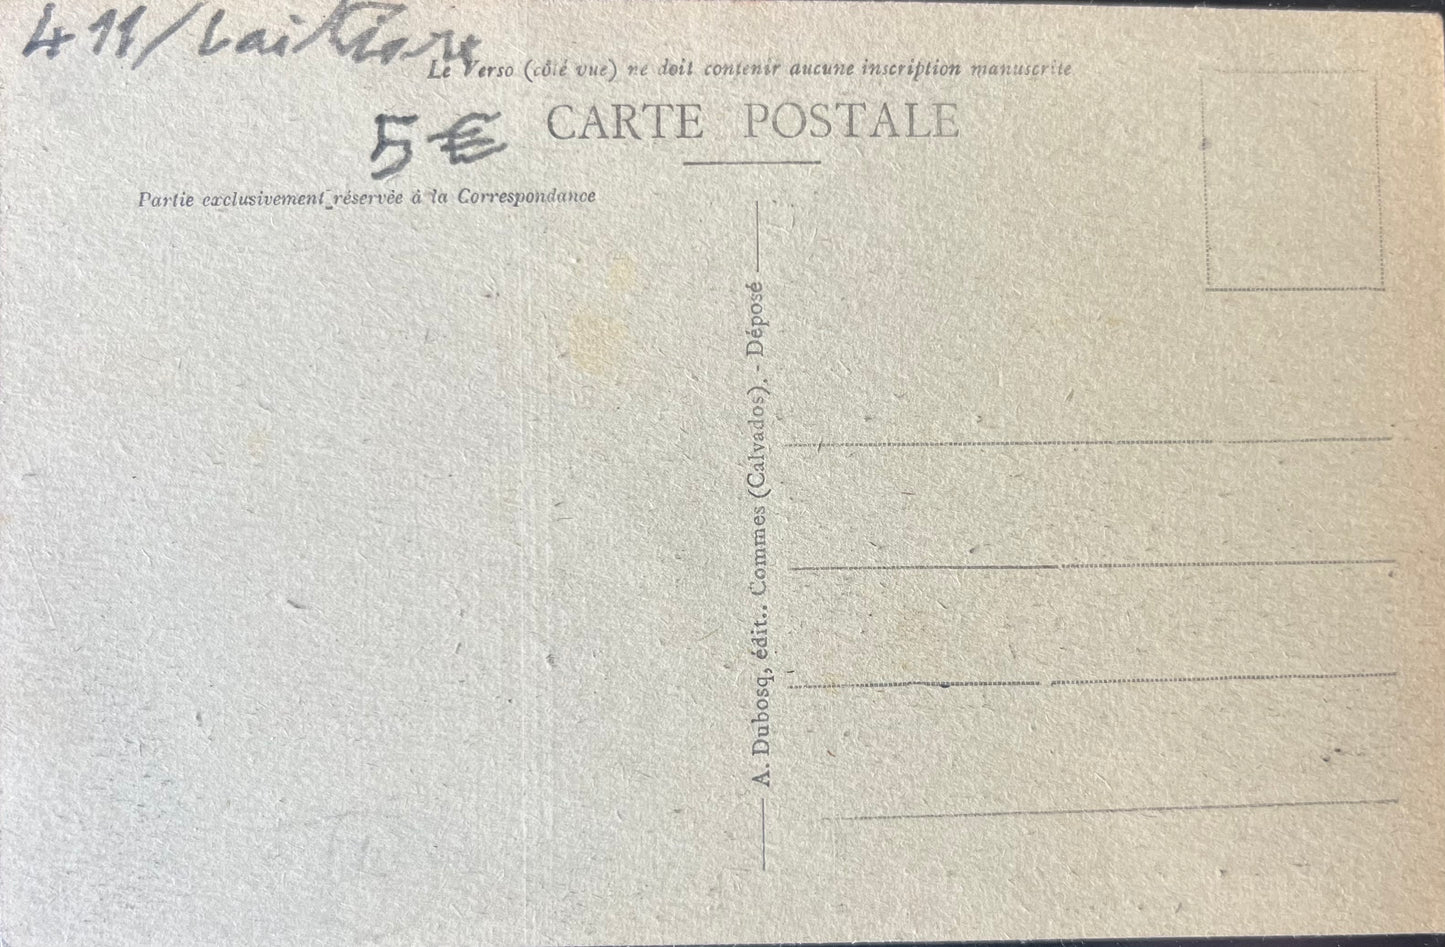 411/Laitière
Le Verso (côté vue) ne doit contenir aucune inscription manuscrite
5 €
CARTE POSTALE
Partie exclusivement réservée à la Correspondance
A. Dubosq, édit.. Commes (Calvados). - Déposé